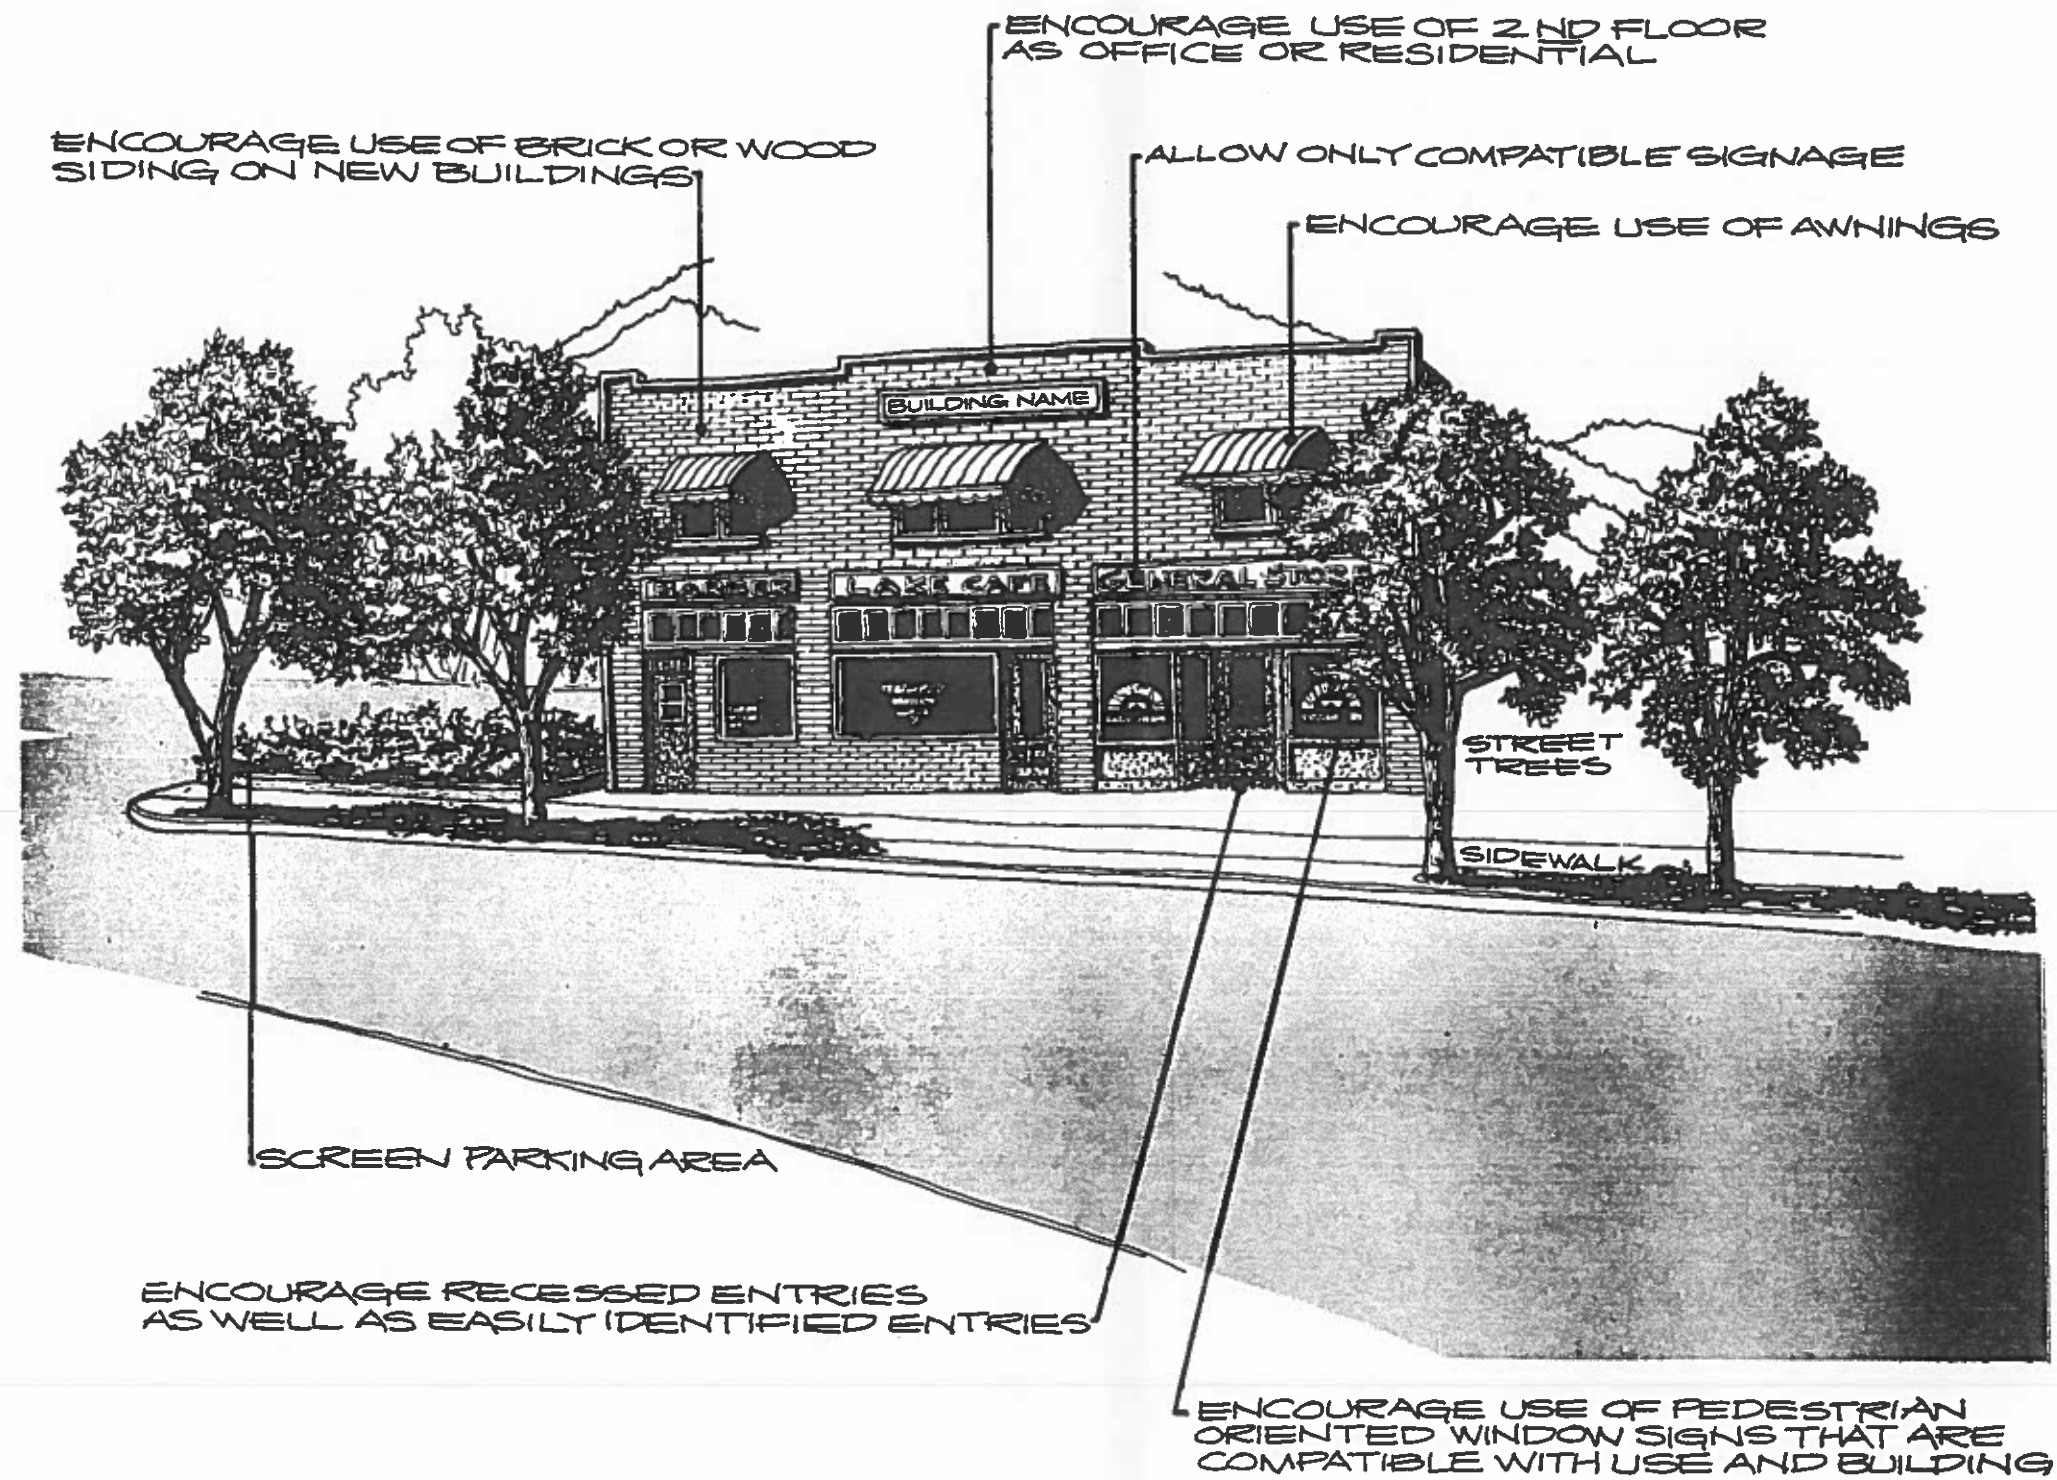 ENCOURAGE USE OF 2 ND FLOOR
AS OFFICE OR RESIDENTIAL
ENCOURAGE USE OF BRICK OR WOOD
SIDING ON NEW BUILDINGS
ALLOW ONLY COMPATIBLE SIGNAGE
ENCOURAGE USE OF AWNINGS
BUILDING NAME
LAKE CAFE
GENERAL STORE
STREET
TREES
SIDEWALK
SCREEN PARKING AREA
ENCOURAGE RECESSED ENTRIES
AS WELL AS EASILY IDENTIFIED ENTRIES
ENCOURAGE USE OF PEDESTRIAN
ORIENTED WINDOW SIGNS THAT ARE
COMPATIBLE WITH USE AND BUILDING